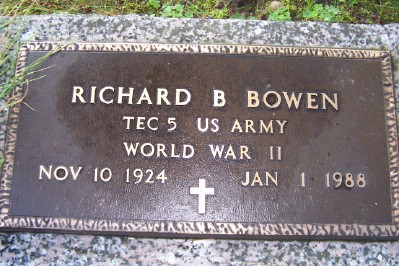 RICHARD B BOWEN
TEC 5 US ARMY
WORLD WAR II
NOV 10 1924 JAN 1 1988